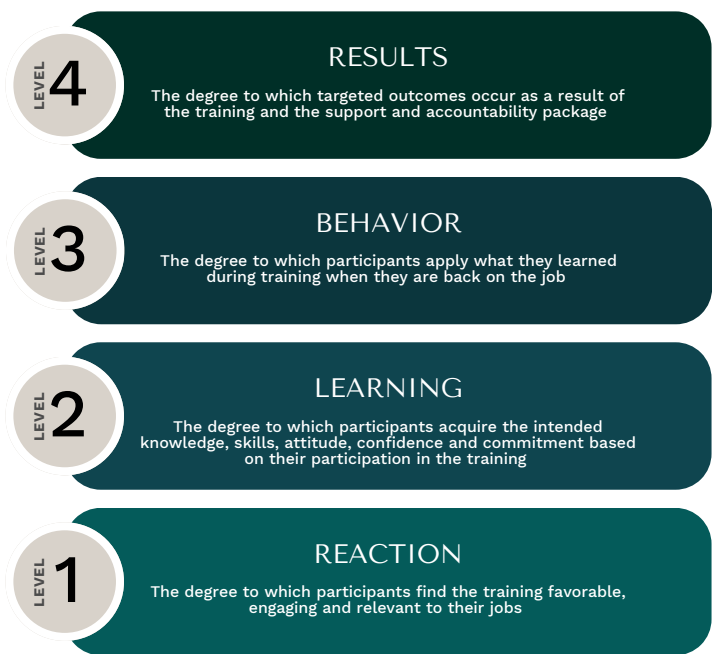 LEVEL 4
RESULTS
The degree to which targeted outcomes occur as a result of
the training and the support and accountability package
LEVEL 3
BEHAVIOR
The degree to which participants apply what they learned
during training when they are back on the job
LEVEL 2
LEARNING
The degree to which participants acquire the intended
knowledge, skills, attitude, confidence and commitment based
on their participation in the training
LEVEL 1
REACTION
The degree to which participants find the training favorable,
engaging and relevant to their jobs